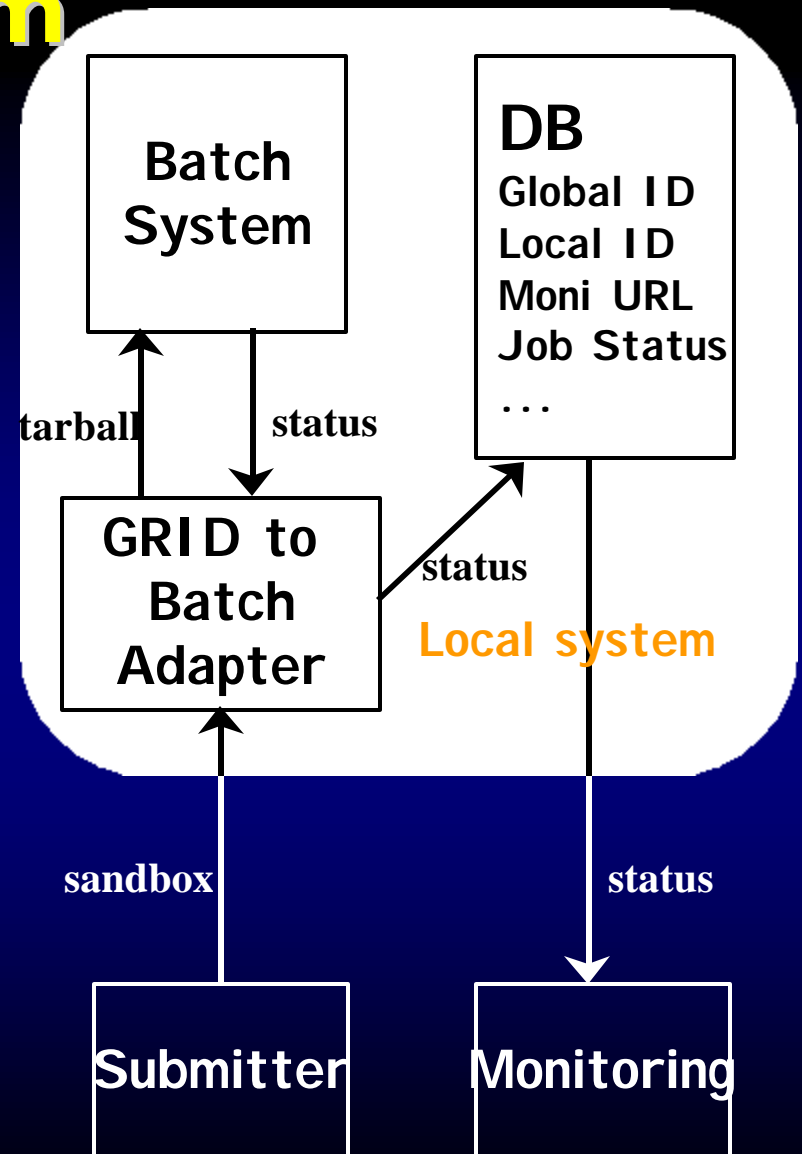 m
Batch
System
DB
Global ID
Local ID
Moni URL
Job Status
...
tarball
status
GRID to
Batch
Adapter
status
Local system
sandbox
status
Submitter
Monitoring